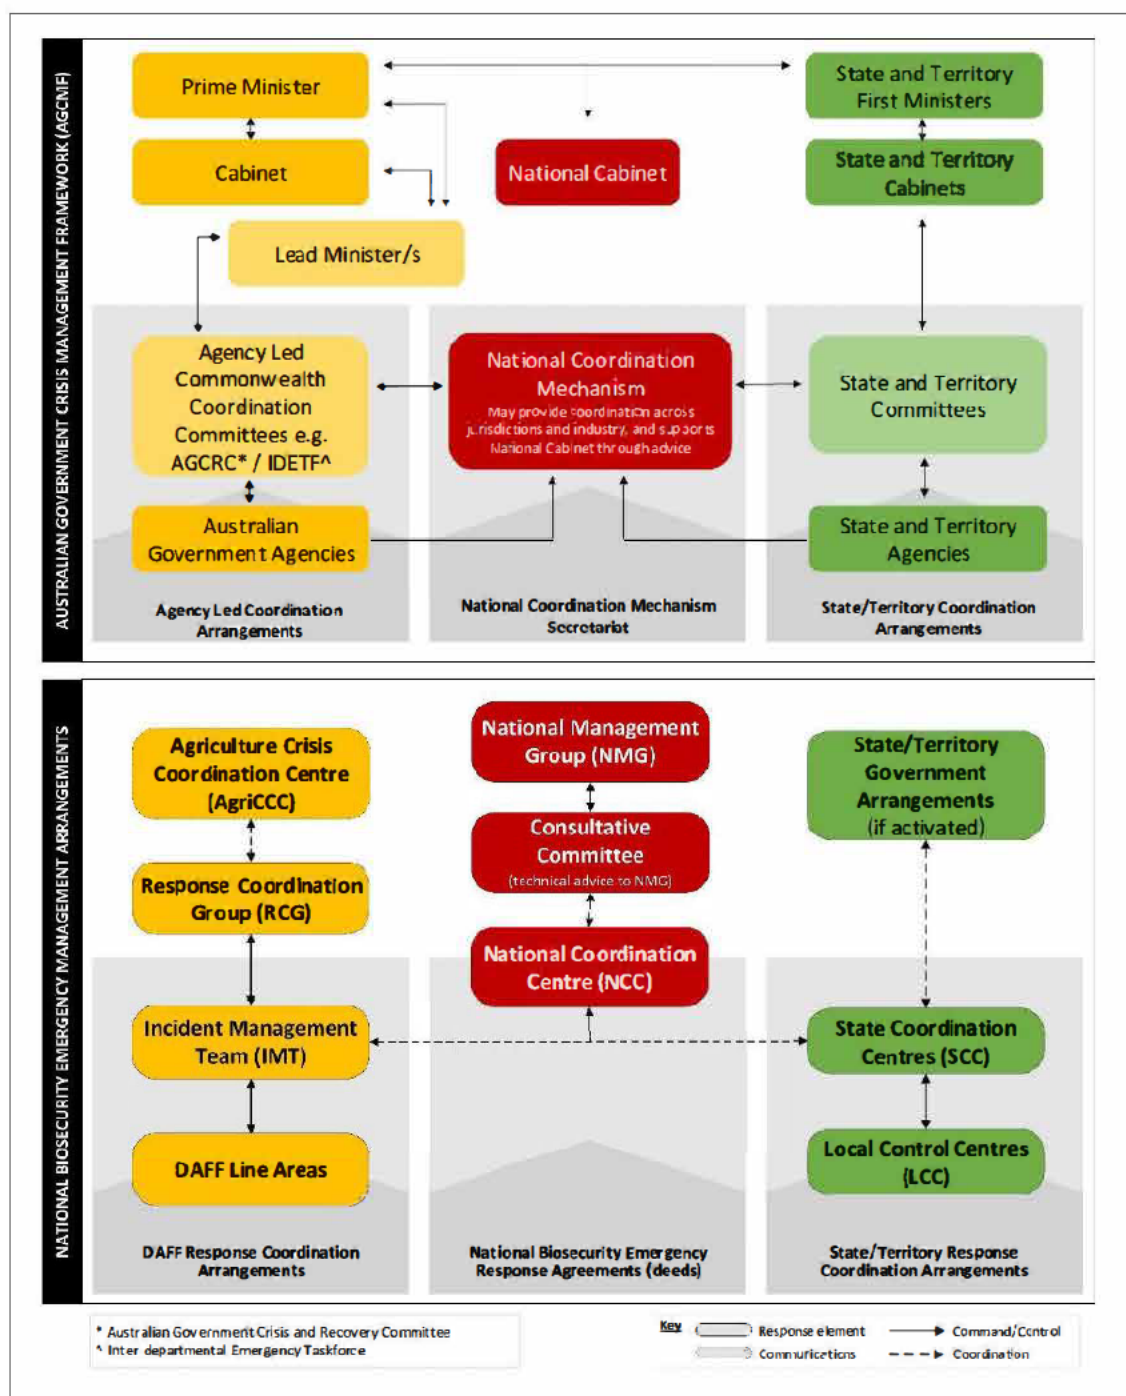 AUSTRALIAN GOVERNMENT CRISIS MANAGEMENT FRAMEWORK (AGCMF)
Prime Minister
State and Territory
First Ministers
Cabinet
National Cabinet
State and Territory
Cabinets
Lead Minister/s
Agency Led
Commonwealth
Coordination
Committees e.g.
AGCRC* / IDETF^
National Coordination
Mechanism
May provide coordination across
jurisdictions and industry, and supports
National Cabinet through advice
State and Territory
Committees
Australian
Government Agencies
State and Territory
Agencies
Agency Led Coordination
Arrangements
National Coordination Mechanism
Secretariat
State/Territory Coordination
Arrangements
NATIONAL BIOSECURITY EMERGENCY MANAGEMENT ARRANGEMENTS
Agriculture Crisis
Coordination Centre
(AgriCCC)
National Management
Group (NMG)
State/Territory
Government
Arrangements
(if activated)
Consultative
Committee
(technical advice to NMG)
Response Coordination
Group (RCG)
National Coordination
Centre (NCC)
Incident Management
Team (IMT)
State Coordination
Centres (SCC)
DAFF Line Areas
Local Control Centres
(LCC)
DAFF Response Coordination
Arrangements
National Biosecurity Emergency
Response Agreements (deeds)
State/Territory Response
Coordination Arrangements
* Australian Government Crisis and Recovery Committee
^ Inter departmental Emergency Taskforce
Key
Response element
Command/Control
Communications
Coordination